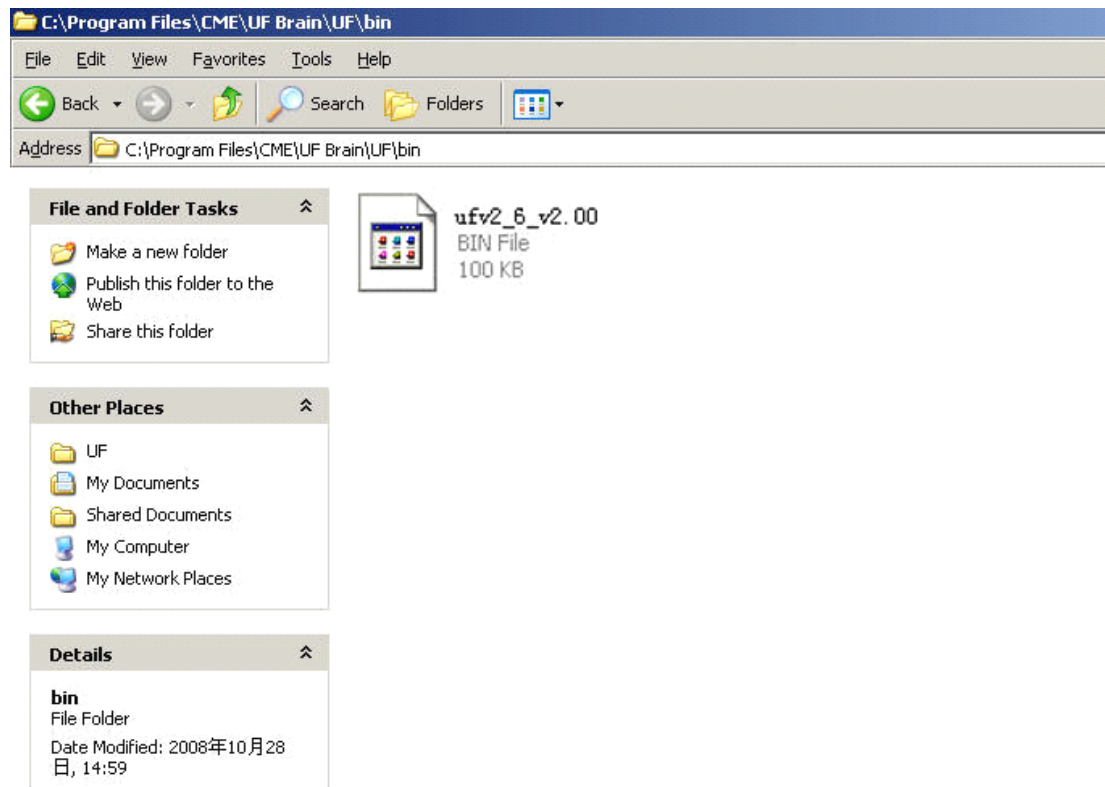 C:\Program Files\CME\UF Brain\UF\bin
File Edit View Favorites Tools Help
Back Search Folders
Address C:\Program Files\CME\UF Brain\UF\bin
File and Folder Tasks
Make a new folder
Publish this folder to the
Web
Share this folder
Other Places
UF
My Documents
Shared Documents
My Computer
My Network Places
Details
bin
File Folder
Date Modified: 2008年10月28
日, 14:59
ufv2_6_v2.00
BIN File
100 KB